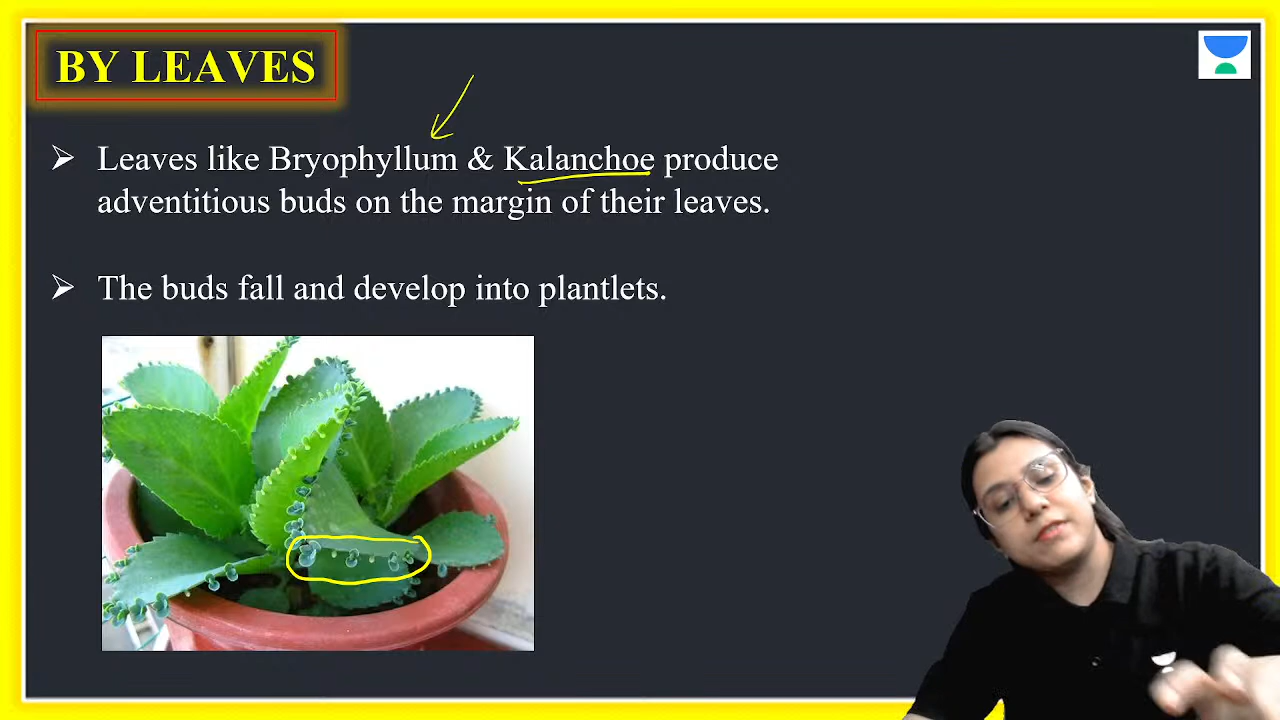 BY LEAVES
➢ Leaves like Bryophyllum & Kalanchoe produce
adventitious buds on the margin of their leaves.
➢ The buds fall and develop into plantlets.